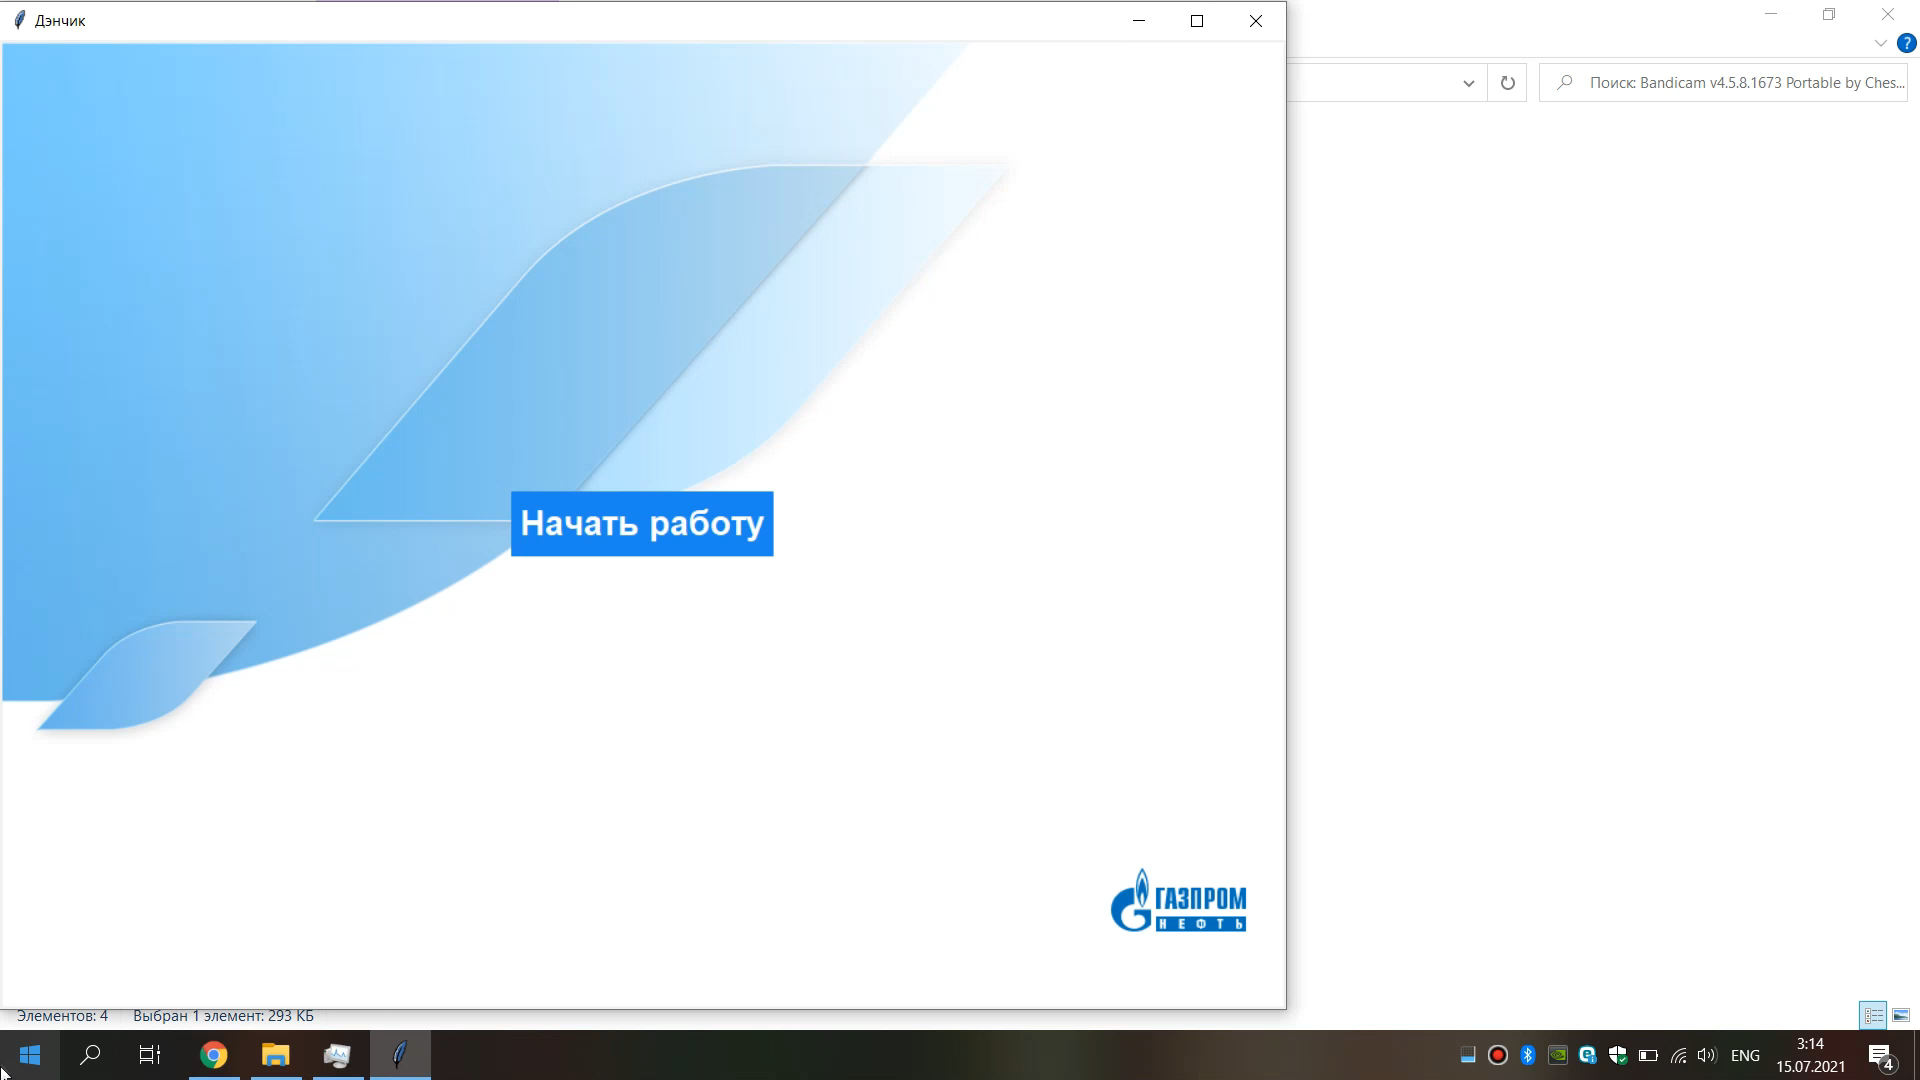 Дэнчик
Поиск: Bandicam v4.5.8.1673 Portable by Ches...
Начать работу
ГАЗПРОМ
НЕФТЬ
Элементов: 4 Выбран 1 элемент: 293 КБ
ENG
3:14
15.07.2021
4